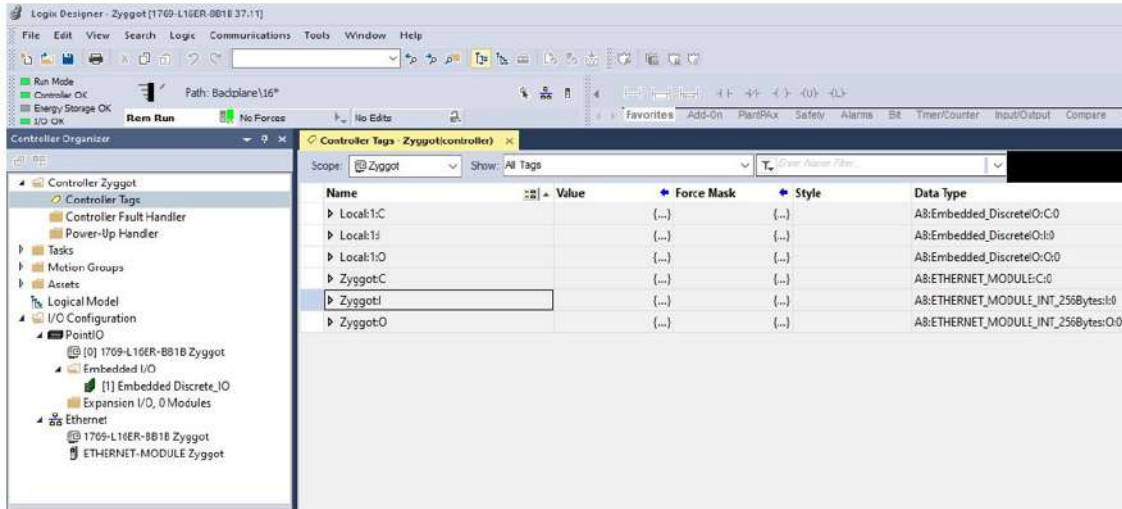 Logix Designer - Zyggot [1769-L16ER-BB1B 37.11]
File Edit View Search Logic Communications Tools Window Help
Run Mode
Controller OK
Energy Storage OK
I/O OK
Path: Backplane\16*
Rem Run No Forces No Edits
Favorites Add-On PlantPAx Safety Alarms Bit Timer/Counter Input/Output Compare
Controller Organizer
Controller Tags - Zyggot(controller)
Scope: Zyggot Show: All Tags Enter Name Filter...
Name Value Force Mask Style Data Type
Local:1:C {...} {...} AB:Embedded_DiscreteIO:C:0
Local:1:I {...} {...} AB:Embedded_DiscreteIO:I:0
Local:1:O {...} {...} AB:Embedded_DiscreteIO:O:0
Zyggot:C {...} {...} AB:ETHERNET_MODULE:C:0
Zyggot:I {...} {...} AB:ETHERNET_MODULE_INT_256Bytes:I:0
Zyggot:O {...} {...} AB:ETHERNET_MODULE_INT_256Bytes:O:0
Controller Zyggot
Controller Tags
Controller Fault Handler
Power-Up Handler
Tasks
Motion Groups
Assets
Logical Model
I/O Configuration
PointIO
[0] 1769-L16ER-BB1B Zyggot
Embedded I/O
[1] Embedded Discrete_IO
Expansion I/O, 0 Modules
Ethernet
1769-L16ER-BB1B Zyggot
ETHERNET-MODULE Zyggot